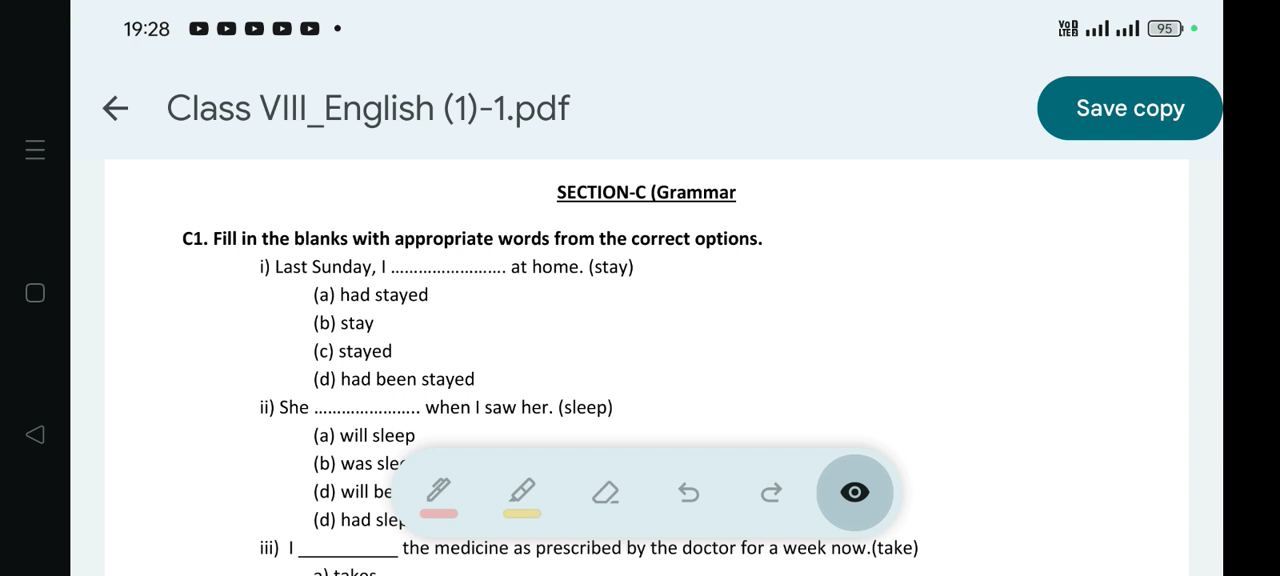 19:28 VoD LTE2 95
Class VIII_English (1)-1.pdf Save copy
SECTION-C (Grammar
C1. Fill in the blanks with appropriate words from the correct options.
i) Last Sunday, I ........................ at home. (stay)
(a) had stayed
(b) stay
(c) stayed
(d) had been stayed
ii) She ...................... when I saw her. (sleep)
(a) will sleep
(b) was
(d) will be
(d) had
iii) I __________ the medicine as prescribed by the doctor for a week now.(take)
a) takes